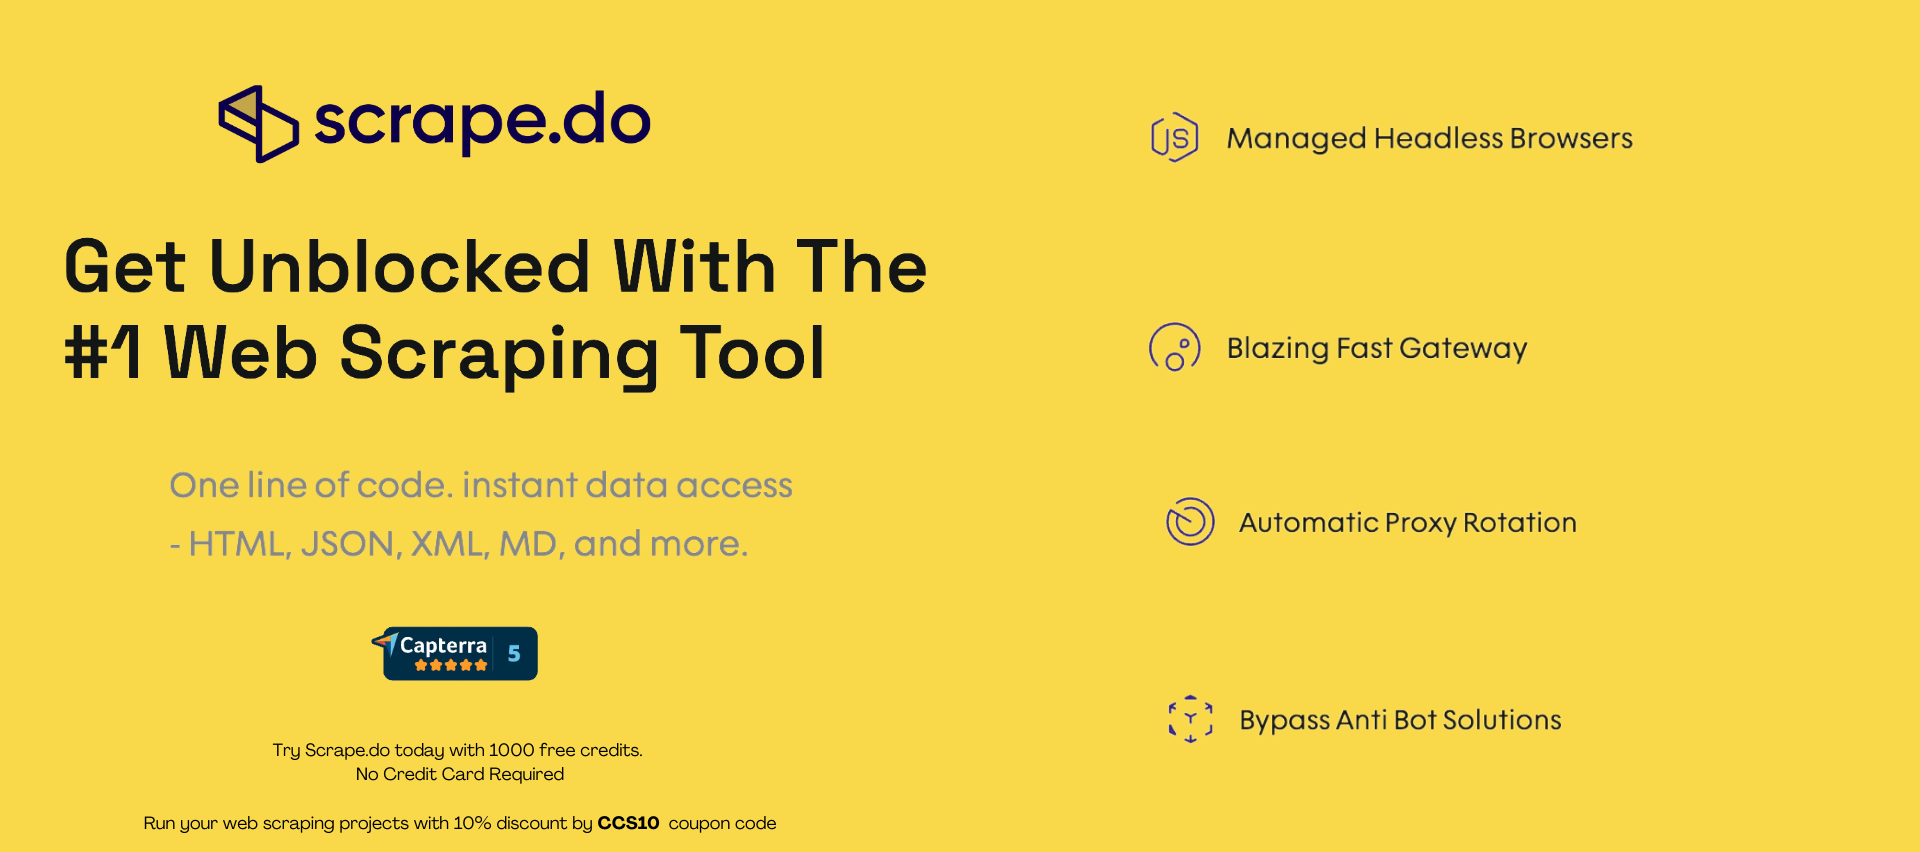 scrape.do
Get Unblocked With The
#1 Web Scraping Tool
One line of code. instant data access
- HTML, JSON, XML, MD, and more.
Capterra
5
Try Scrape.do today with 1000 free credits.
No Credit Card Required
Run your web scraping projects with 10% discount by CCS10 coupon code
JS
Managed Headless Browsers
Blazing Fast Gateway
Automatic Proxy Rotation
Bypass Anti Bot Solutions